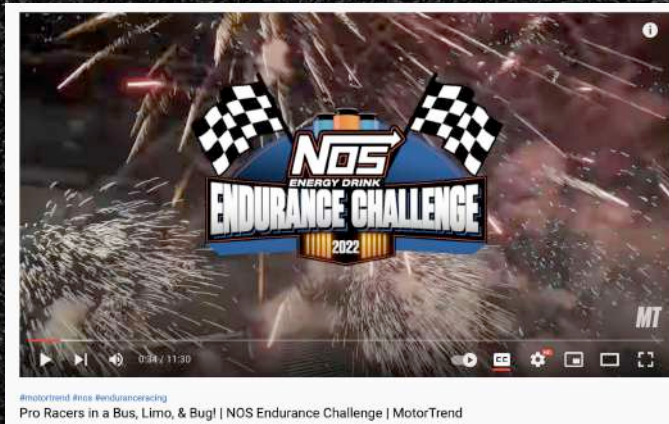 NOS
ENERGY DRINK
ENDURANCE CHALLENGE
2022
MT
0:34 / 11:30
CC
#motortrend #nos #enduranceracing
Pro Racers in a Bus, Limo, & Bug! | NOS Endurance Challenge | MotorTrend